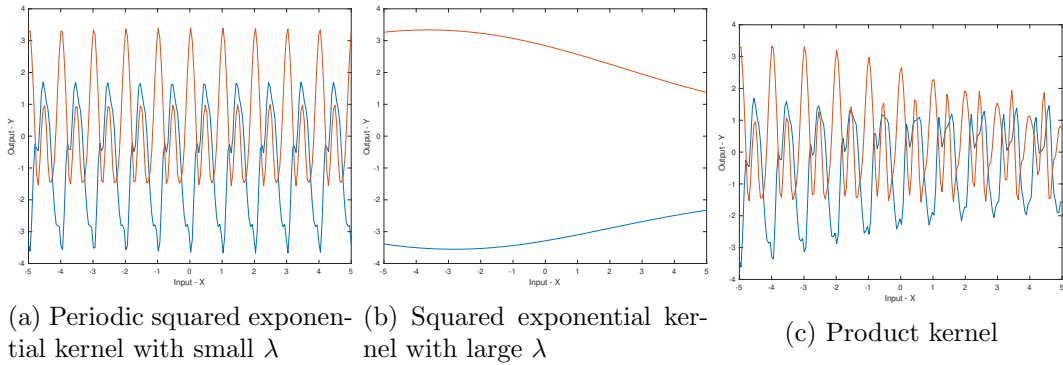 4
3
2
1
0
-1
-2
-3
-4
Output - Y
-5 -4 -3 -2 -1 0 1 2 3 4 5
Input - X
(a) Periodic squared exponen-
tial kernel with small λ
4
3
2
1
0
-1
-2
-3
-4
Output - Y
-5 -4 -3 -2 -1 0 1 2 3 4 5
Input - X
(b) Squared exponential ker-
nel with large λ
4
3
2
1
0
-1
-2
-3
-4
Output - Y
-5 -4 -3 -2 -1 0 1 2 3 4 5
Input - X
(c) Product kernel